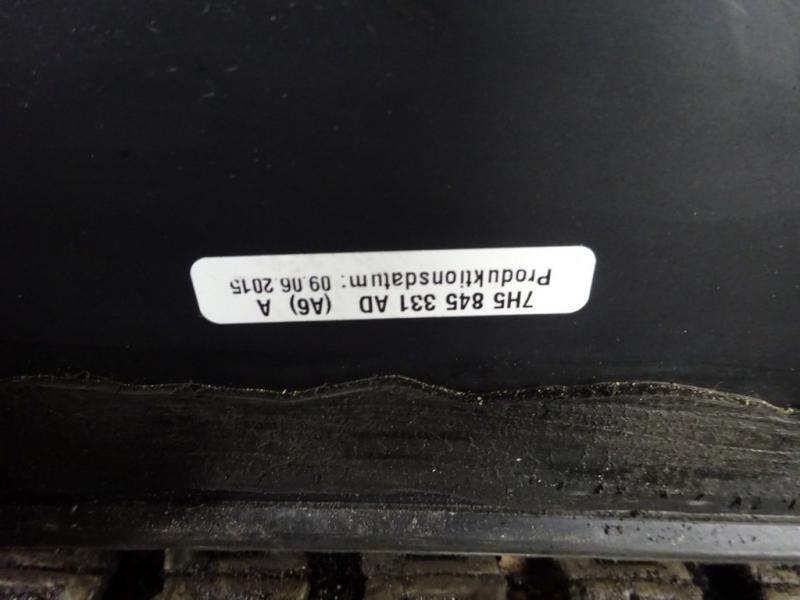 7H5 845 331 AD (A6) A
Produktionsdatum: 09.06.2015